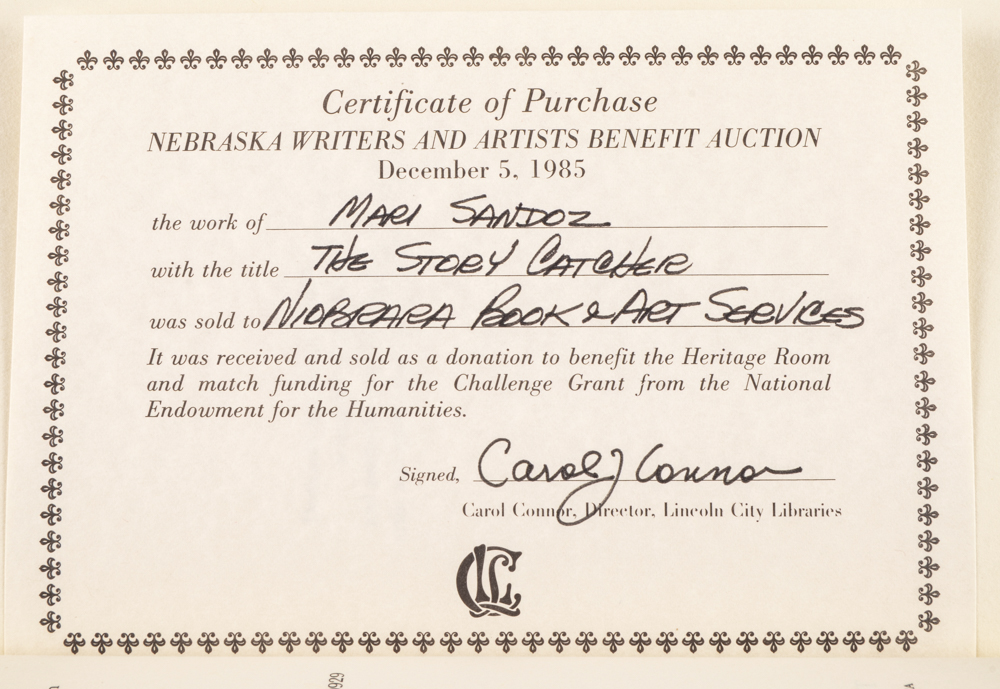 Certificate of Purchase
NEBRASKA WRITERS AND ARTISTS BENEFIT AUCTION
December 5, 1985
the work of MARI SANDOZ
with the title THE STORY CATCHER
was sold to NIOBRARA BOOK & ART SERVICES
It was received and sold as a donation to benefit the Heritage Room
and match funding for the Challenge Grant from the National
Endowment for the Humanities.
Signed, Carol J Connor
Carol Connor, Director, Lincoln City Libraries
LCL
929